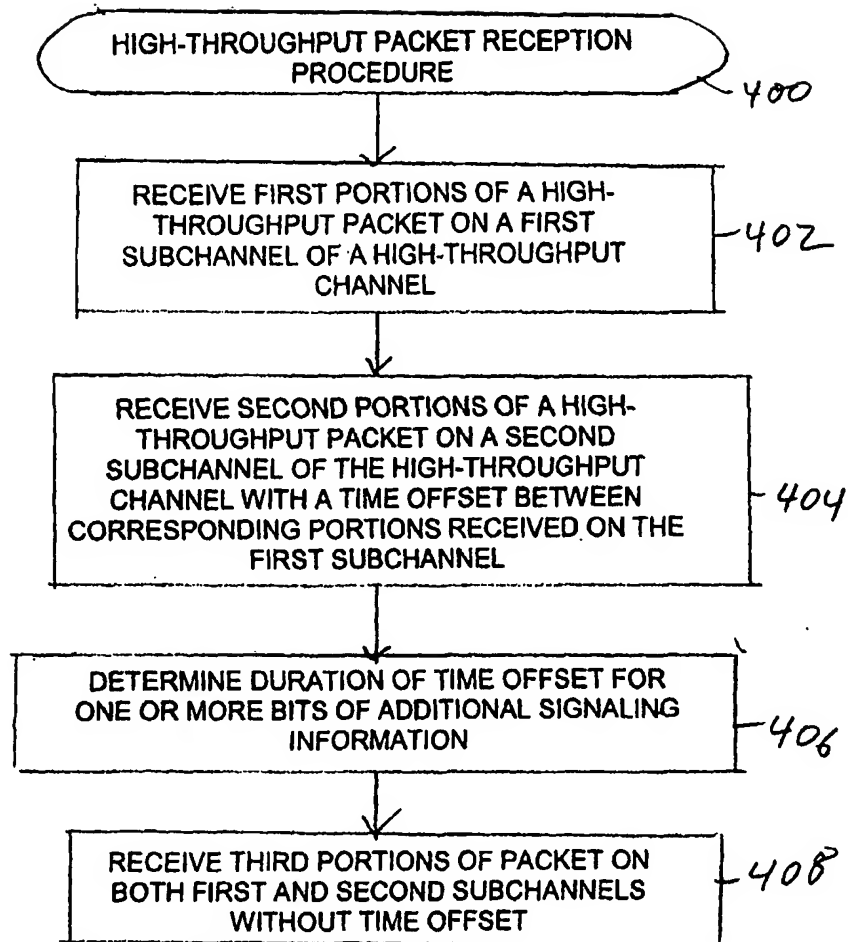 HIGH-THROUGHPUT PACKET RECEPTION
PROCEDURE
400
RECEIVE FIRST PORTIONS OF A HIGH-
THROUGHPUT PACKET ON A FIRST
SUBCHANNEL OF A HIGH-THROUGHPUT
CHANNEL
402
RECEIVE SECOND PORTIONS OF A HIGH-
THROUGHPUT PACKET ON A SECOND
SUBCHANNEL OF THE HIGH-THROUGHPUT
CHANNEL WITH A TIME OFFSET BETWEEN
CORRESPONDING PORTIONS RECEIVED ON THE
FIRST SUBCHANNEL
404
DETERMINE DURATION OF TIME OFFSET FOR
ONE OR MORE BITS OF ADDITIONAL SIGNALING
INFORMATION
406
RECEIVE THIRD PORTIONS OF PACKET ON
BOTH FIRST AND SECOND SUBCHANNELS
WITHOUT TIME OFFSET
408